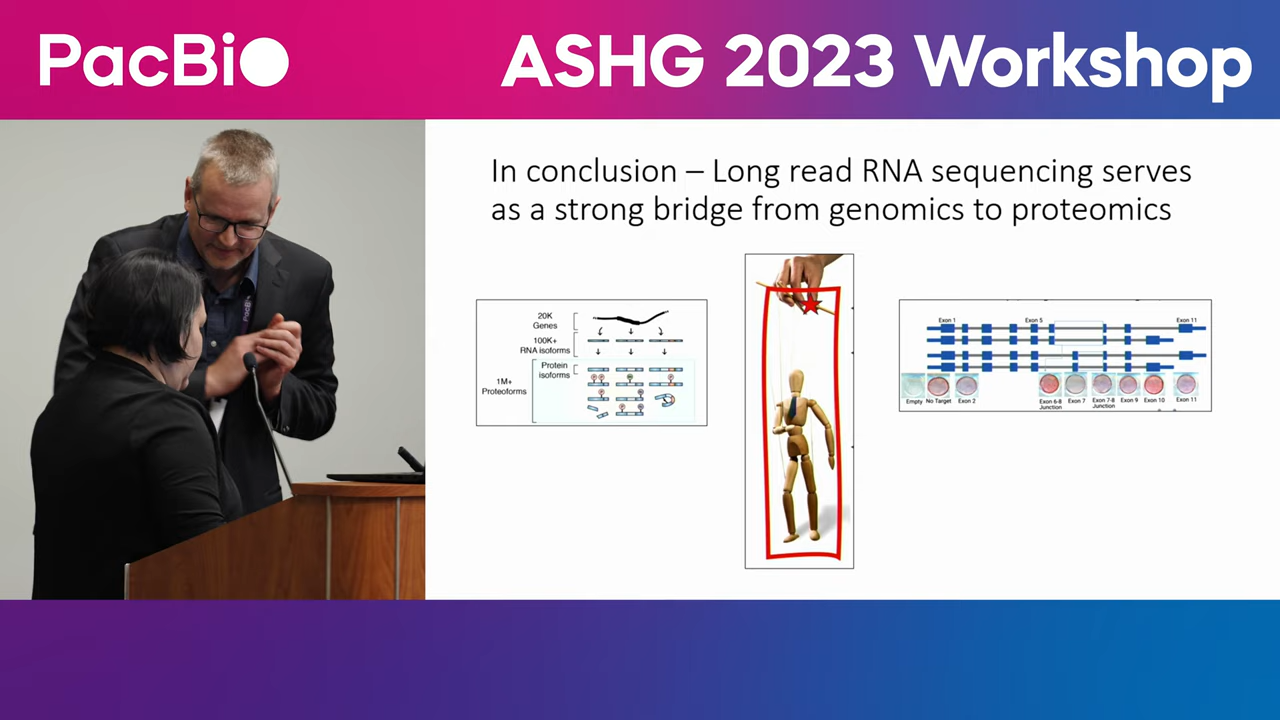 PacBio
ASHG 2023 Workshop
PacBio
In conclusion – Long read RNA sequencing serves
as a strong bridge from genomics to proteomics
20K
Genes
100K+
RNA isoforms
Protein
isoforms
1M+
Proteoforms
Exon 1
Exon 5
Exon 11
Empty
No Target
Exon 2
Exon 6-8
Junction
Exon 7
Exon 7-8
Junction
Exon 9
Exon 10
Exon 11